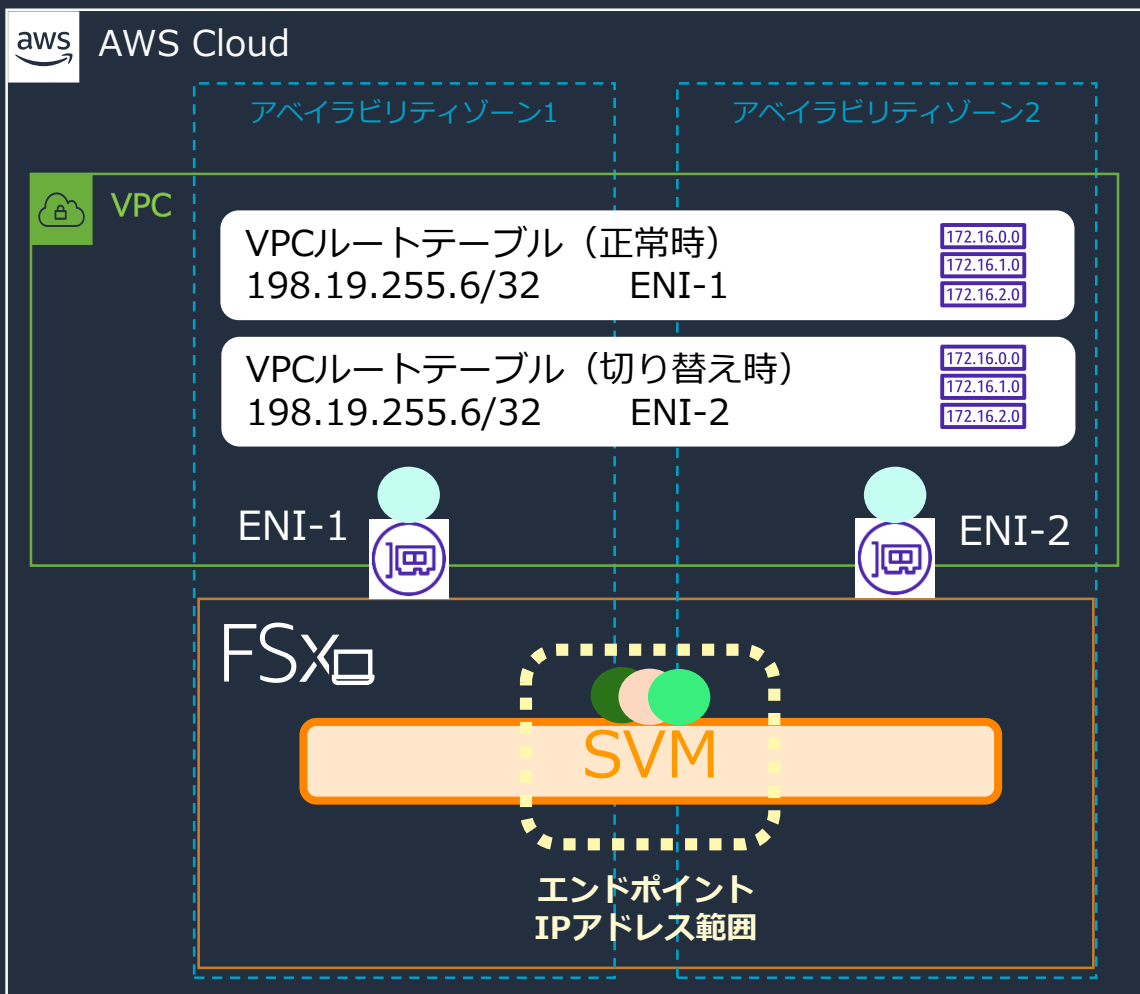 aws
AWS Cloud
アベイラビリティゾーン1
アベイラビリティゾーン2
VPC
VPCルートテーブル（正常時）
198.19.255.6/32 ENI-1
172.16.0.0
172.16.1.0
172.16.2.0
VPCルートテーブル（切り替え時）
198.19.255.6/32 ENI-2
172.16.0.0
172.16.1.0
172.16.2.0
ENI-1
ENI-2
FSx
SVM
エンドポイント
IPアドレス範囲